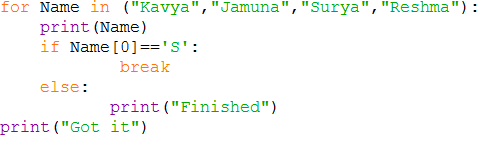 for Name in ("Kavya","Jamuna","Surya","Reshma"):
    print(Name)
    if Name[0]=='S':
            break
    else:
           print("Finished")
print("Got it")